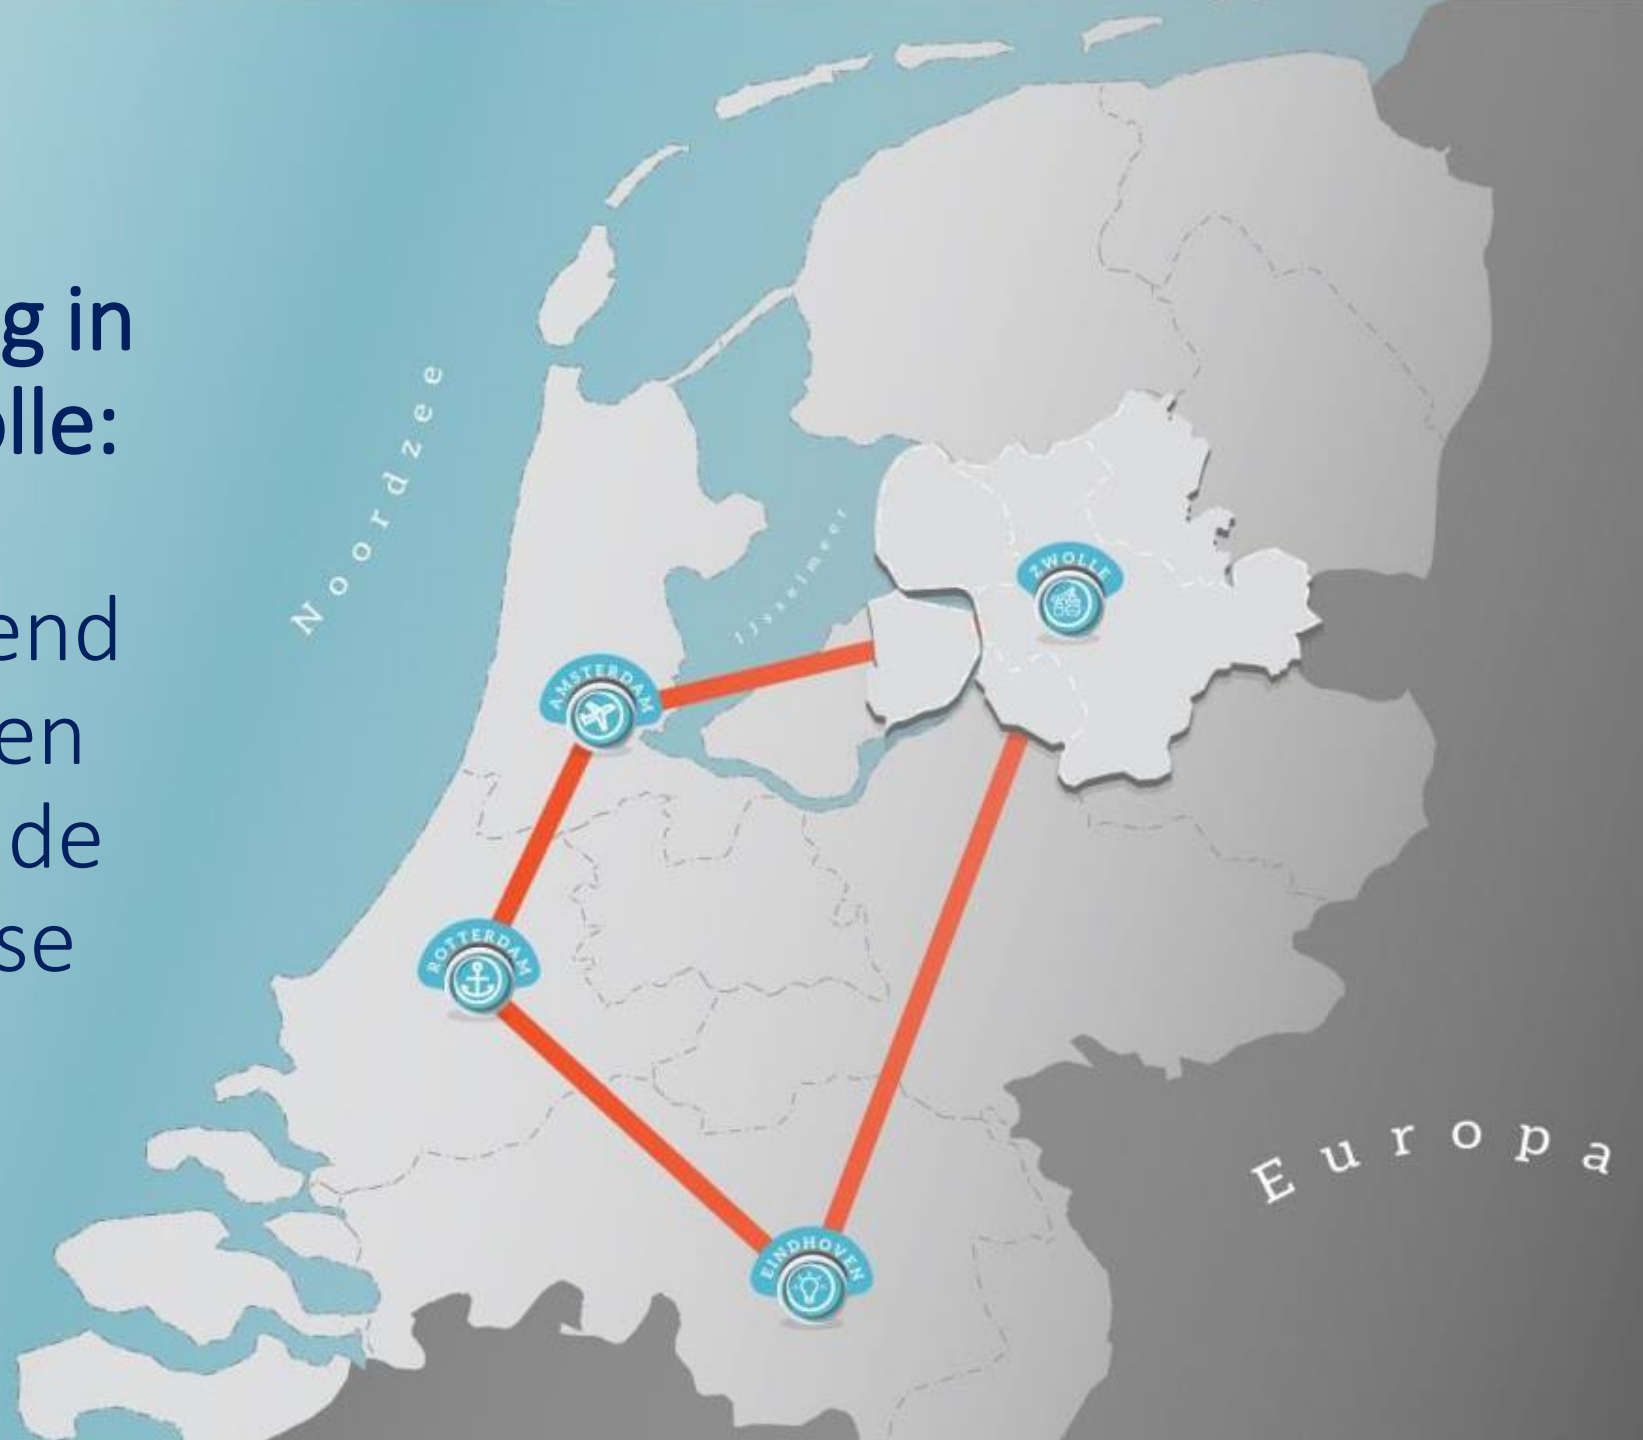 g in
olle:
end
en
de
se
Noordzee
IJsselmeer
ZWOLLE
AMSTERDAM
ROTTERDAM
EINDHOVEN
Europa